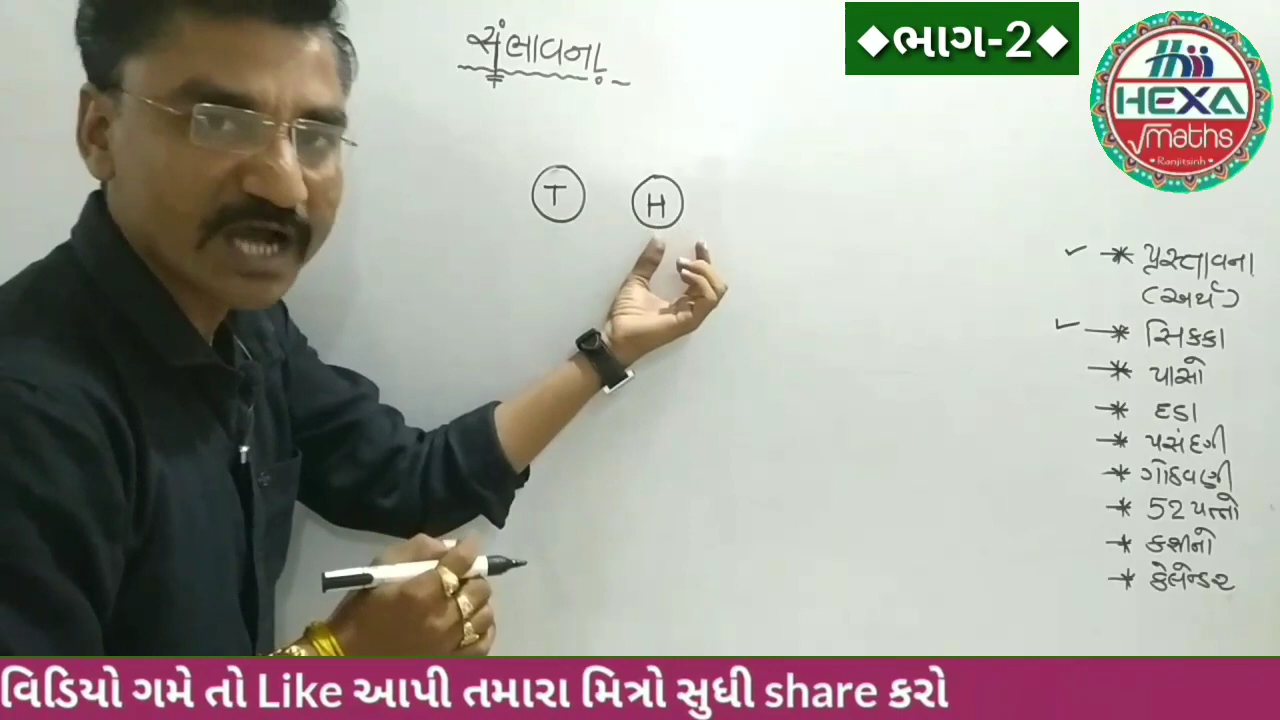 સંભાવના
◆ભાગ-2◆
HEXA
√maths
Ranjitsinh
T H
પ્રસ્તાવના
(અર્થ)
સિક્કા
પાસો
દડા
પસંદગી
ગોઠવણી
52 પત્તો
કેલેન્ડર
વિડિયો ગમે તો Like આપી તમારા મિત્રો સુધી share કરો